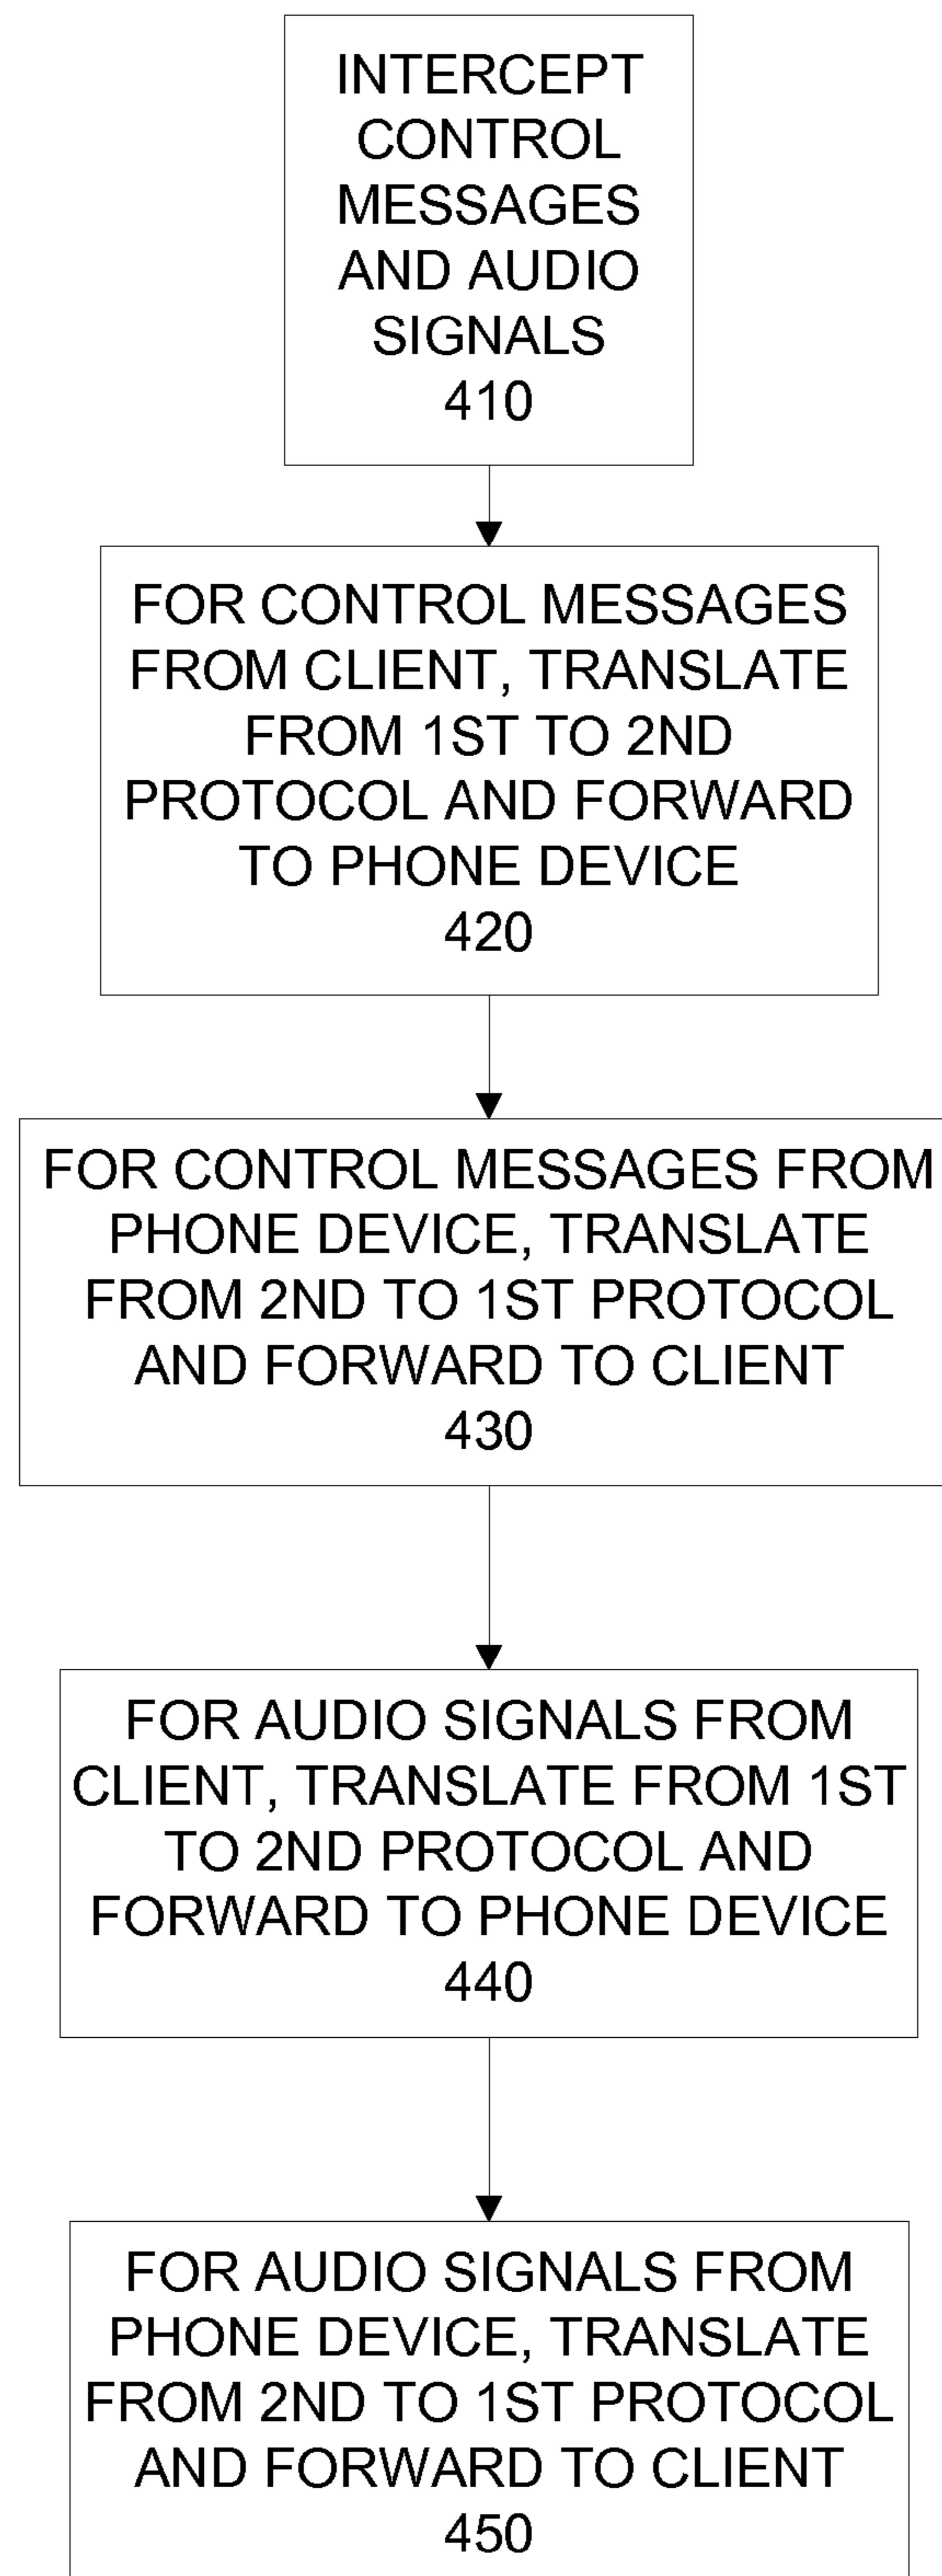 INTERCEPT
CONTROL
MESSAGES
AND AUDIO
SIGNALS
410
FOR CONTROL MESSAGES
FROM CLIENT, TRANSLATE
FROM 1ST TO 2ND
PROTOCOL AND FORWARD
TO PHONE DEVICE
420
FOR CONTROL MESSAGES FROM
PHONE DEVICE, TRANSLATE
FROM 2ND TO 1ST PROTOCOL
AND FORWARD TO CLIENT
430
FOR AUDIO SIGNALS FROM
CLIENT, TRANSLATE FROM 1ST
TO 2ND PROTOCOL AND
FORWARD TO PHONE DEVICE
440
FOR AUDIO SIGNALS FROM
PHONE DEVICE, TRANSLATE
FROM 2ND TO 1ST PROTOCOL
AND FORWARD TO CLIENT
450